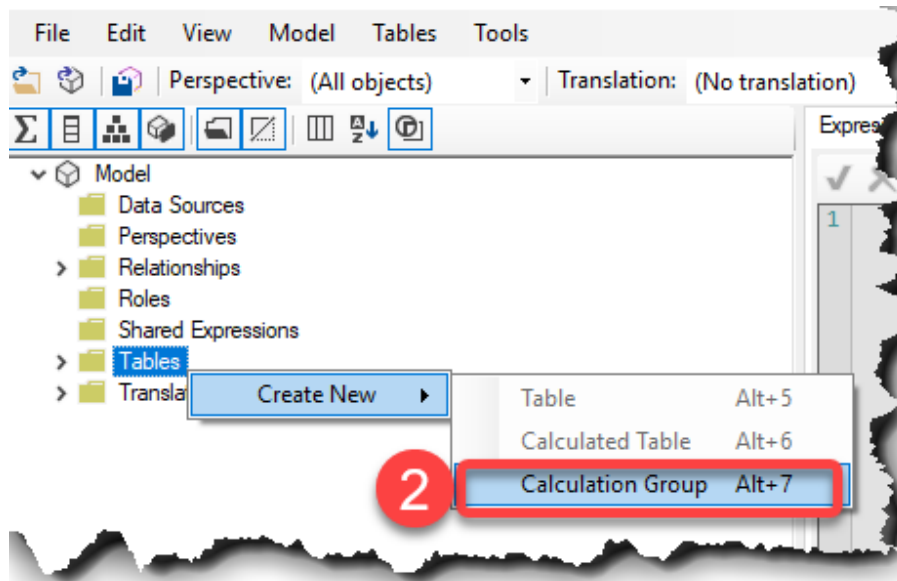 File Edit View Model Tables Tools
Perspective: (All objects) Translation: (No translation)
Model
Data Sources
Perspectives
Relationships
Roles
Shared Expressions
Tables
Create New
Table Alt+5
Calculated Table Alt+6
Calculation Group Alt+7
2
1